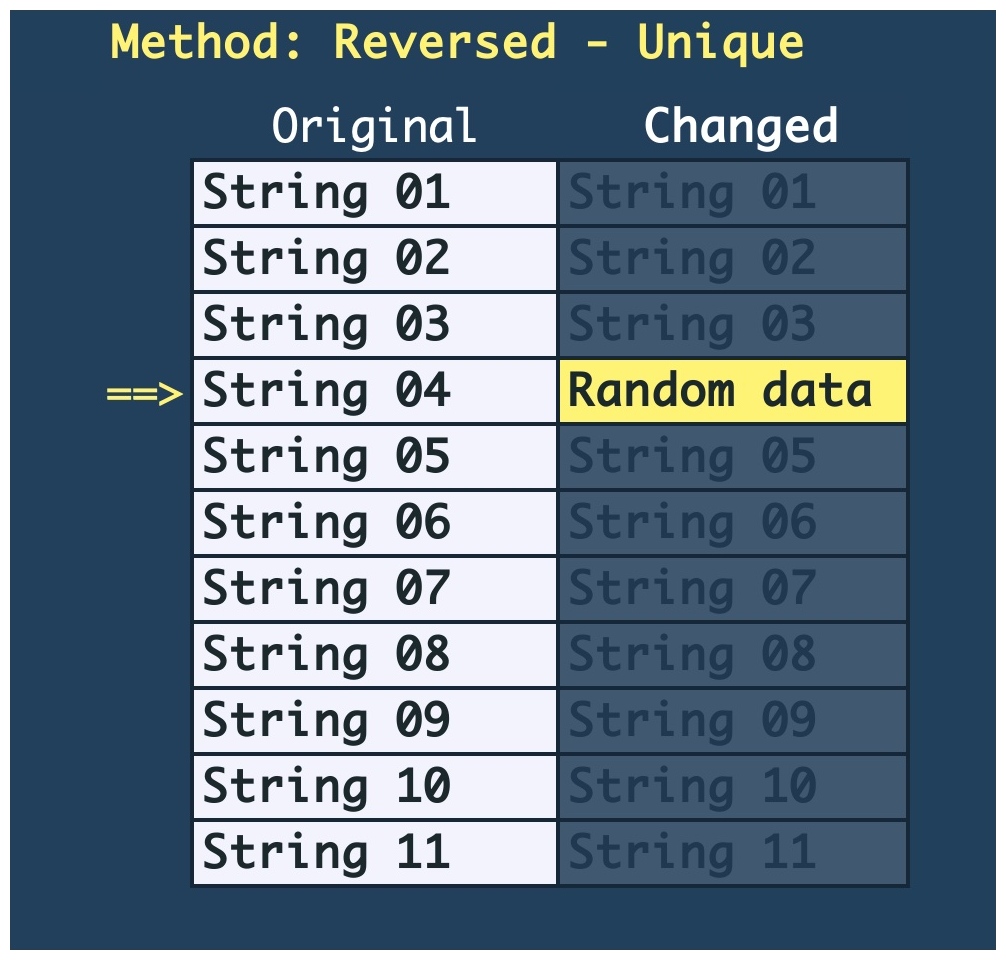 Method: Reversed - Unique
Original Changed
String 01 String 01
String 02 String 02
String 03 String 03
==> String 04 Random data
String 05 String 05
String 06 String 06
String 07 String 07
String 08 String 08
String 09 String 09
String 10 String 10
String 11 String 11